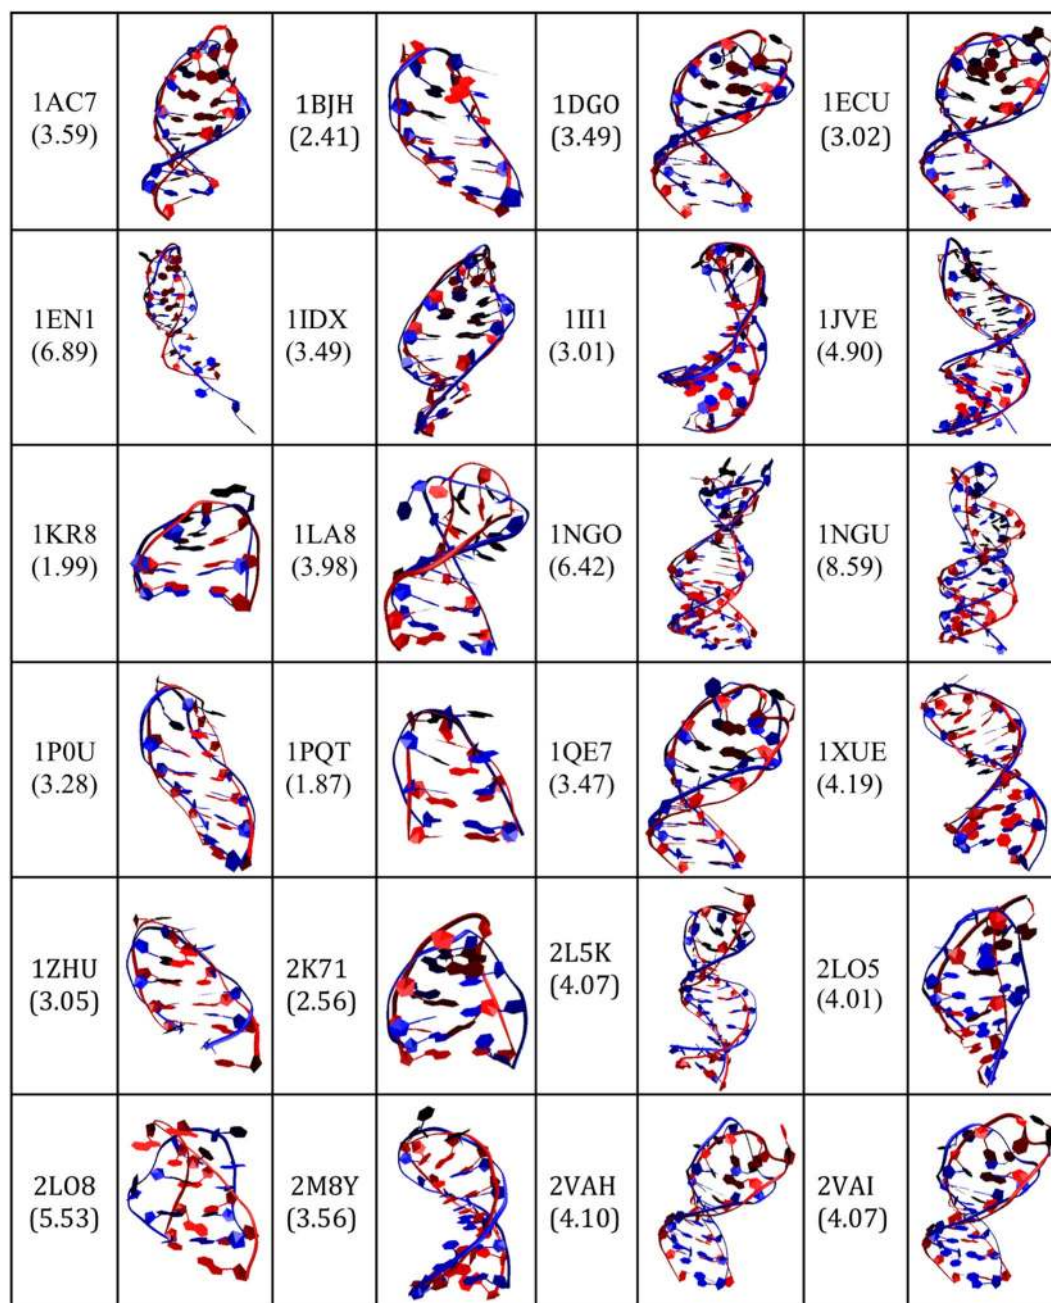 1AC7
(3.59)
1BJH
(2.41)
1DGO
(3.49)
1ECU
(3.02)
1EN1
(6.89)
1IDX
(3.49)
1II1
(3.01)
1JVE
(4.90)
1KR8
(1.99)
1LA8
(3.98)
1NGO
(6.42)
1NGU
(8.59)
1P0U
(3.28)
1PQT
(1.87)
1QE7
(3.47)
1XUE
(4.19)
1ZHU
(3.05)
2K71
(2.56)
2L5K
(4.07)
2LO5
(4.01)
2LO8
(5.53)
2M8Y
(3.56)
2VAH
(4.10)
2VAI
(4.07)